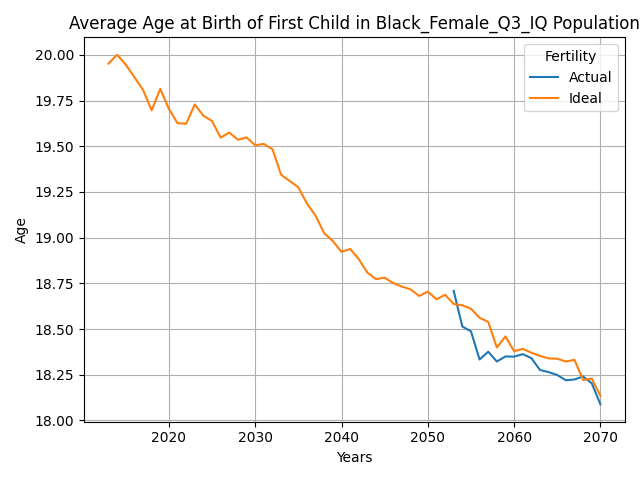 Average Age at Birth of First Child in Black_Female_Q3_IQ Population
Fertility
Actual
Ideal
Age
20.00
19.75
19.50
19.25
19.00
18.75
18.50
18.25
18.00
2020 2030 2040 2050 2060 2070
Years